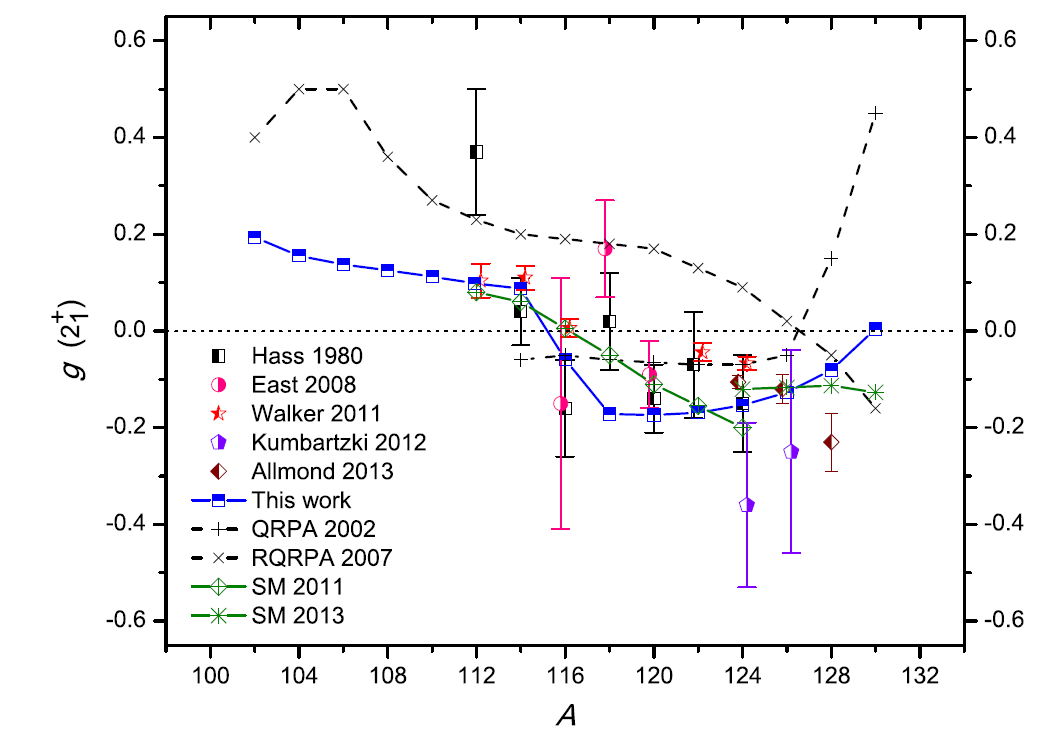 0.6
0.4
0.2
0.0
-0.2
-0.4
-0.6
0.6
0.4
0.2
0.0
-0.2
-0.4
-0.6
g (2₁⁺)
Hass 1980
East 2008
Walker 2011
Kumbartzki 2012
Allmond 2013
This work
QRPA 2002
RQRPA 2007
SM 2011
SM 2013
100 104 108 112 116 120 124 128 132
A